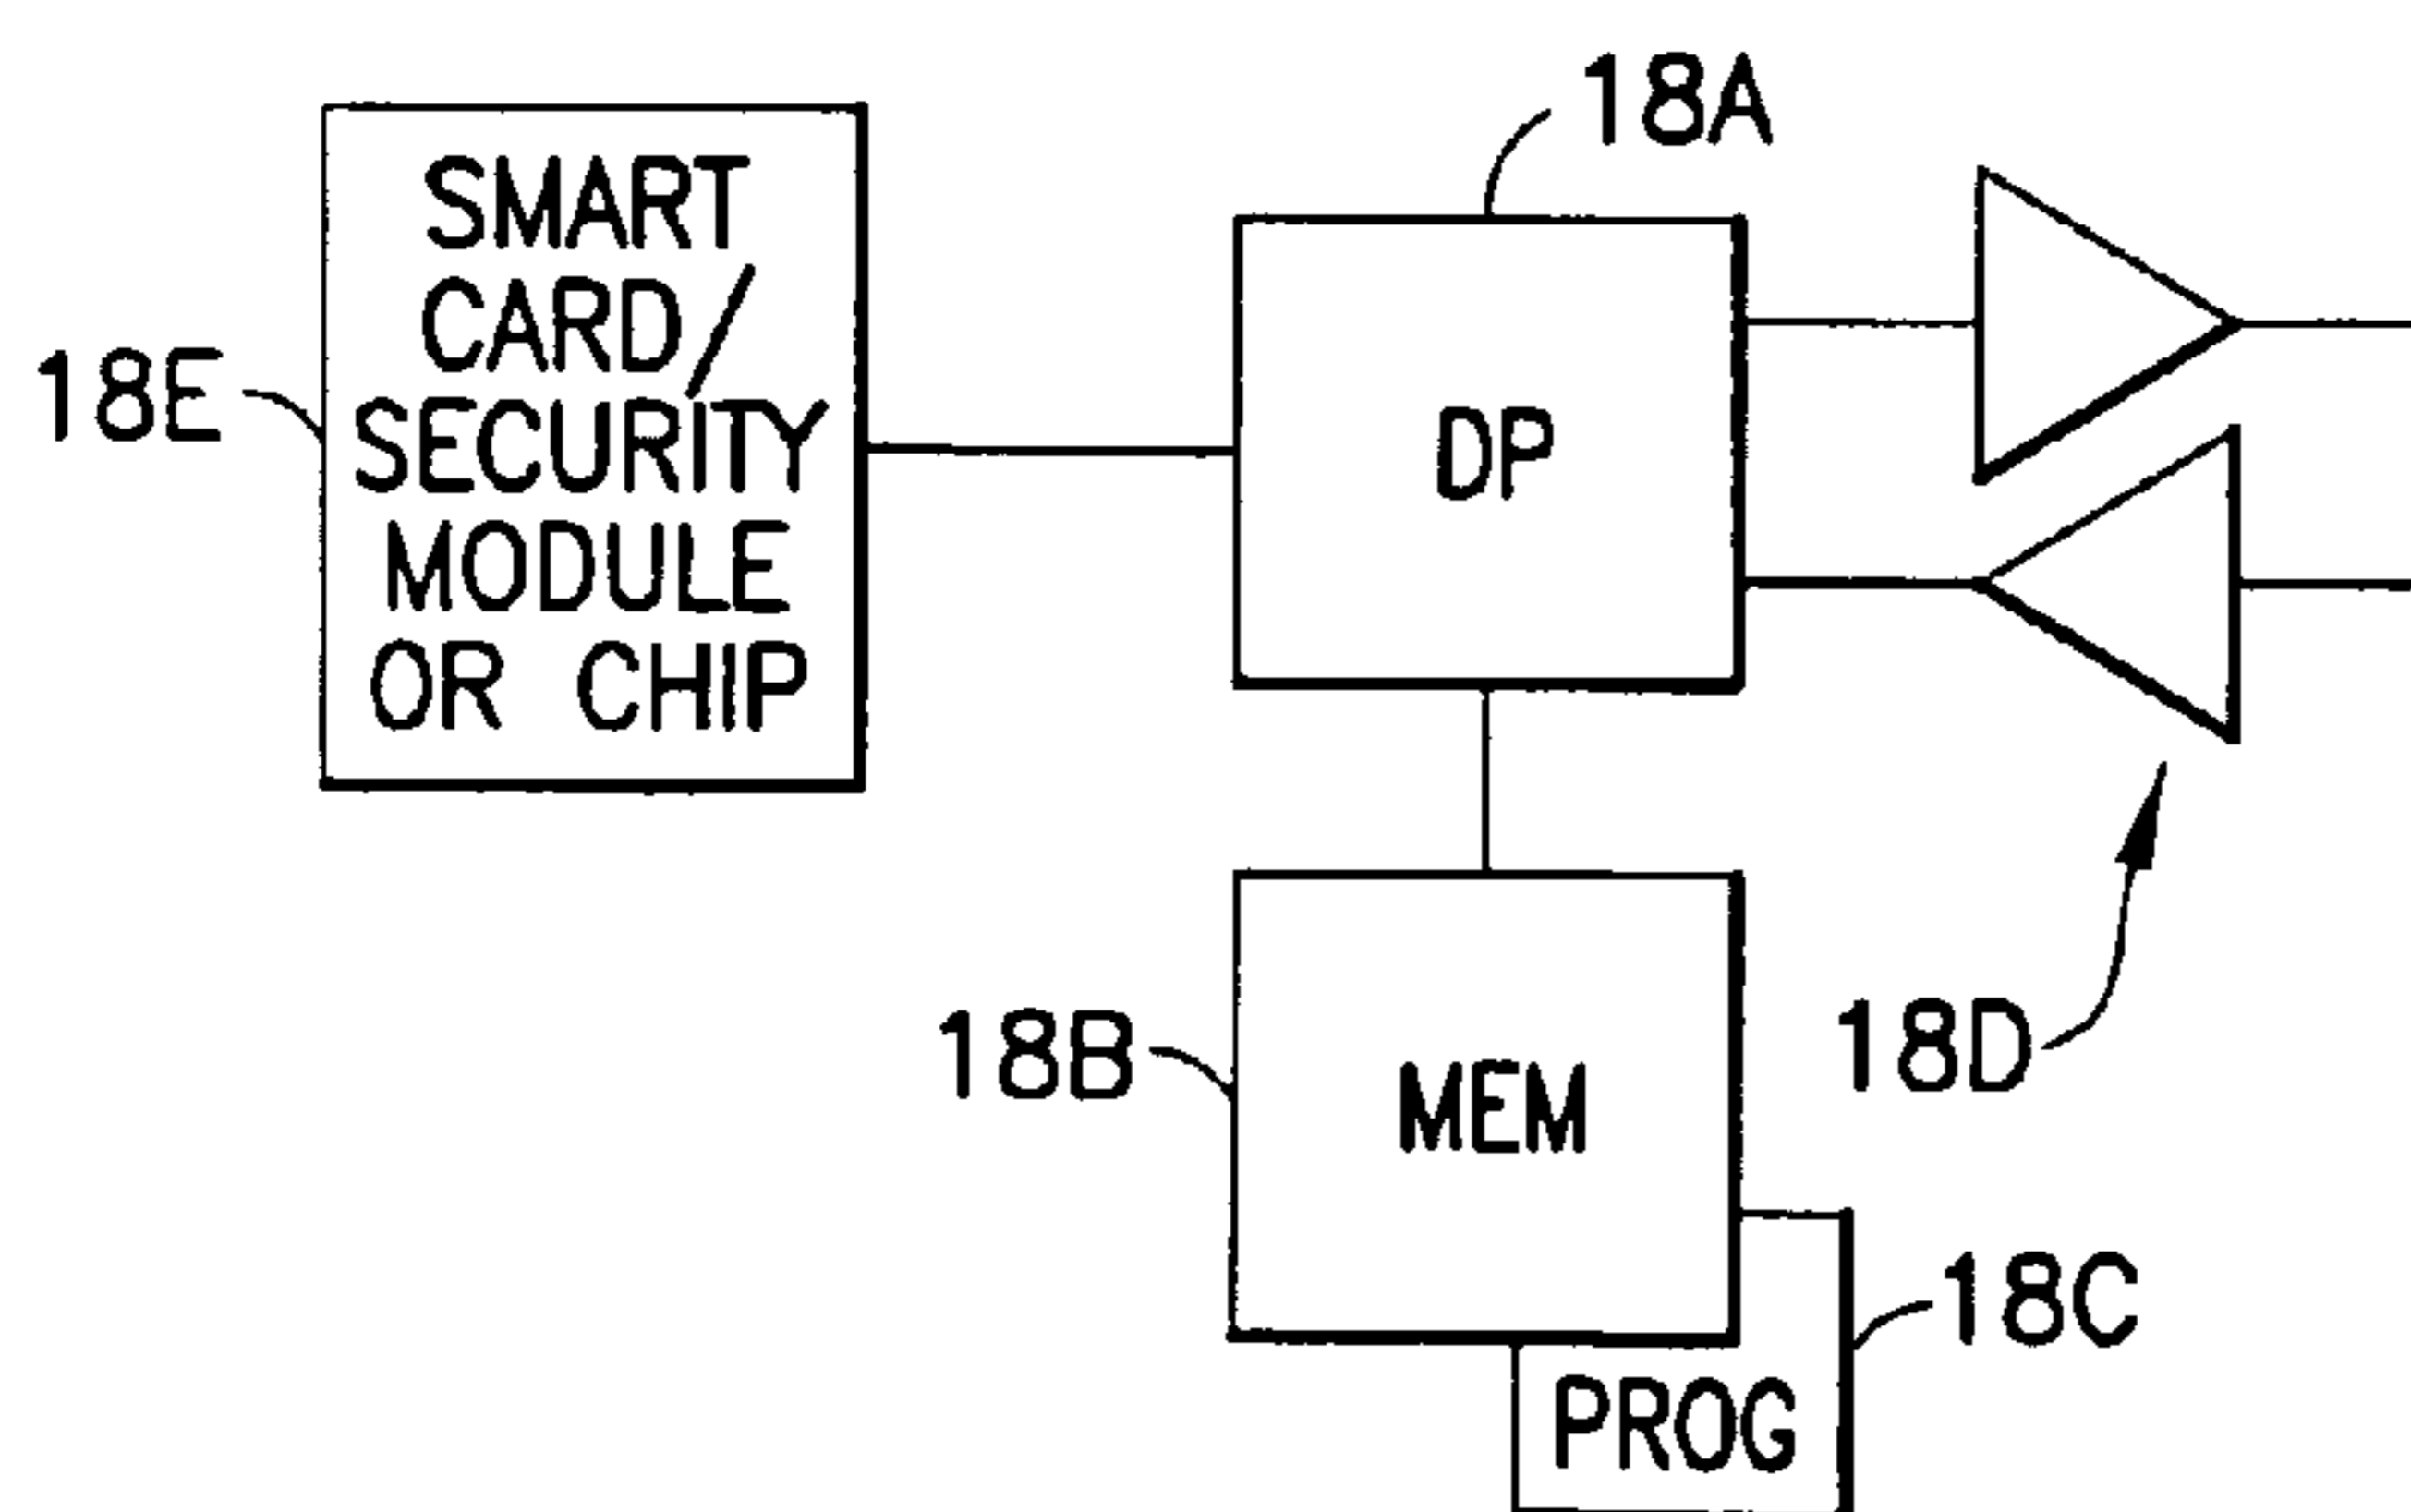 18A
SMART
CARD/
SECURITY
MODULE
OR CHIP
18E
DP
18B
MEM
18D
18C
PROG